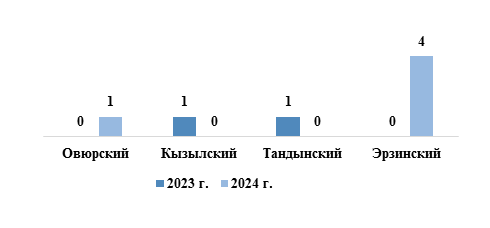 4
1 1 1
0 0 0 0
Овюрский Кызылский Тандынский Эрзинский
2023 г. 2024 г.